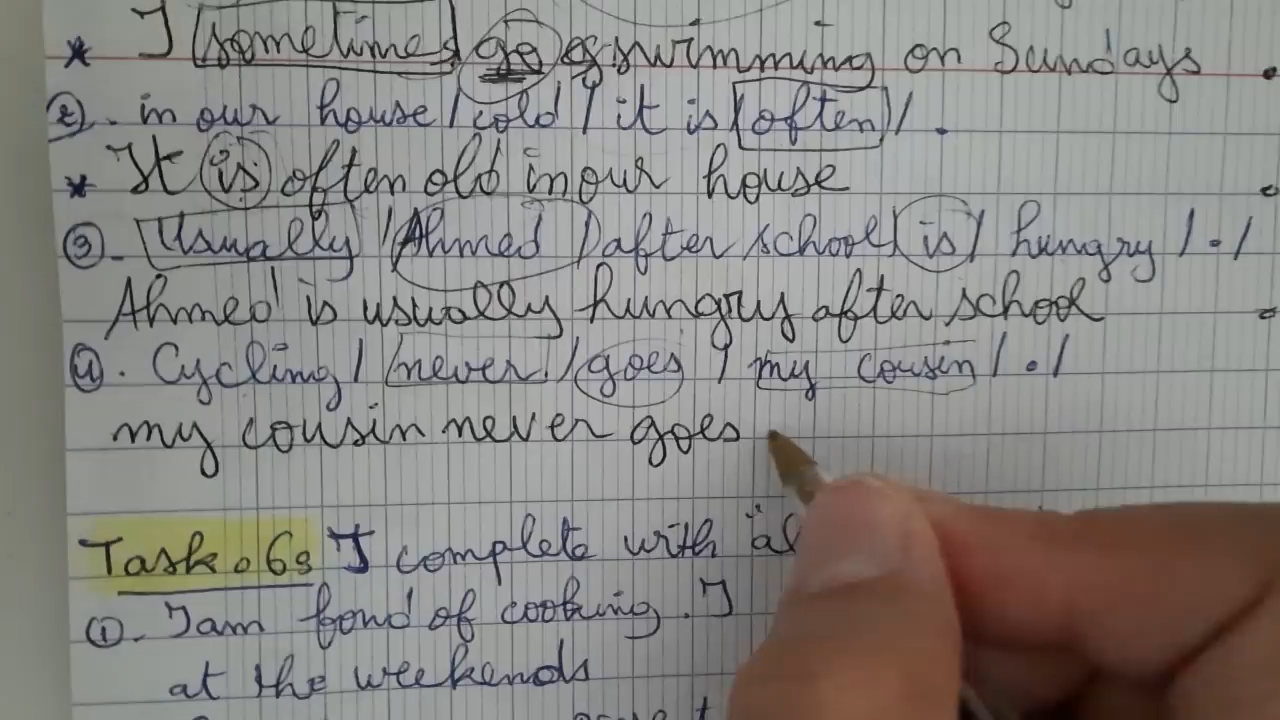 * I sometimes go swimming on Sundays .
②. in our house / cold / it is / often / .
* It is often old in our house
③. Usually / Ahmed / after school / is / hungry / . /
Ahmed is usually hungry after school
④. Cycling / never / goes / my cousin / . /
my cousin never goes
Task 06: I complete with
①. I am fond of cooking . I
at the weekends